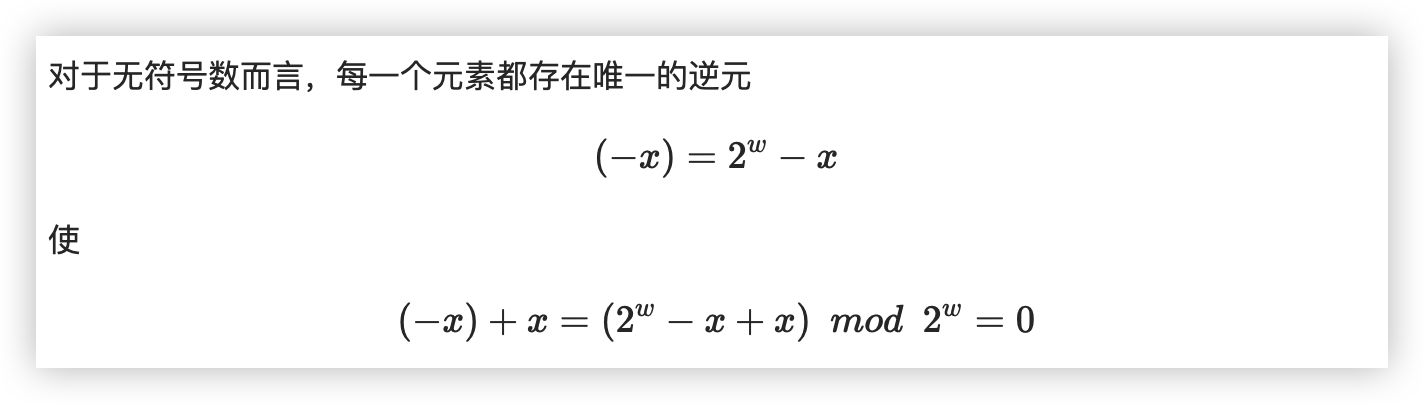 对于无符号数而言，每一个元素都存在唯一的逆元
(−x) = 2^w − x
使
(−x) + x = (2^w − x + x) mod 2^w = 0